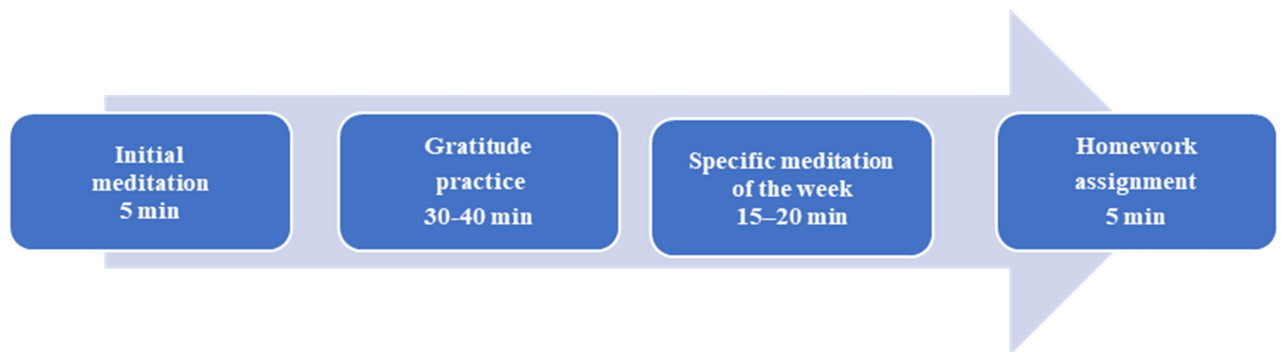 Initial
meditation
5 min
Gratitude
practice
30-40 min
Specific meditation
of the week
15–20 min
Homework
assignment
5 min